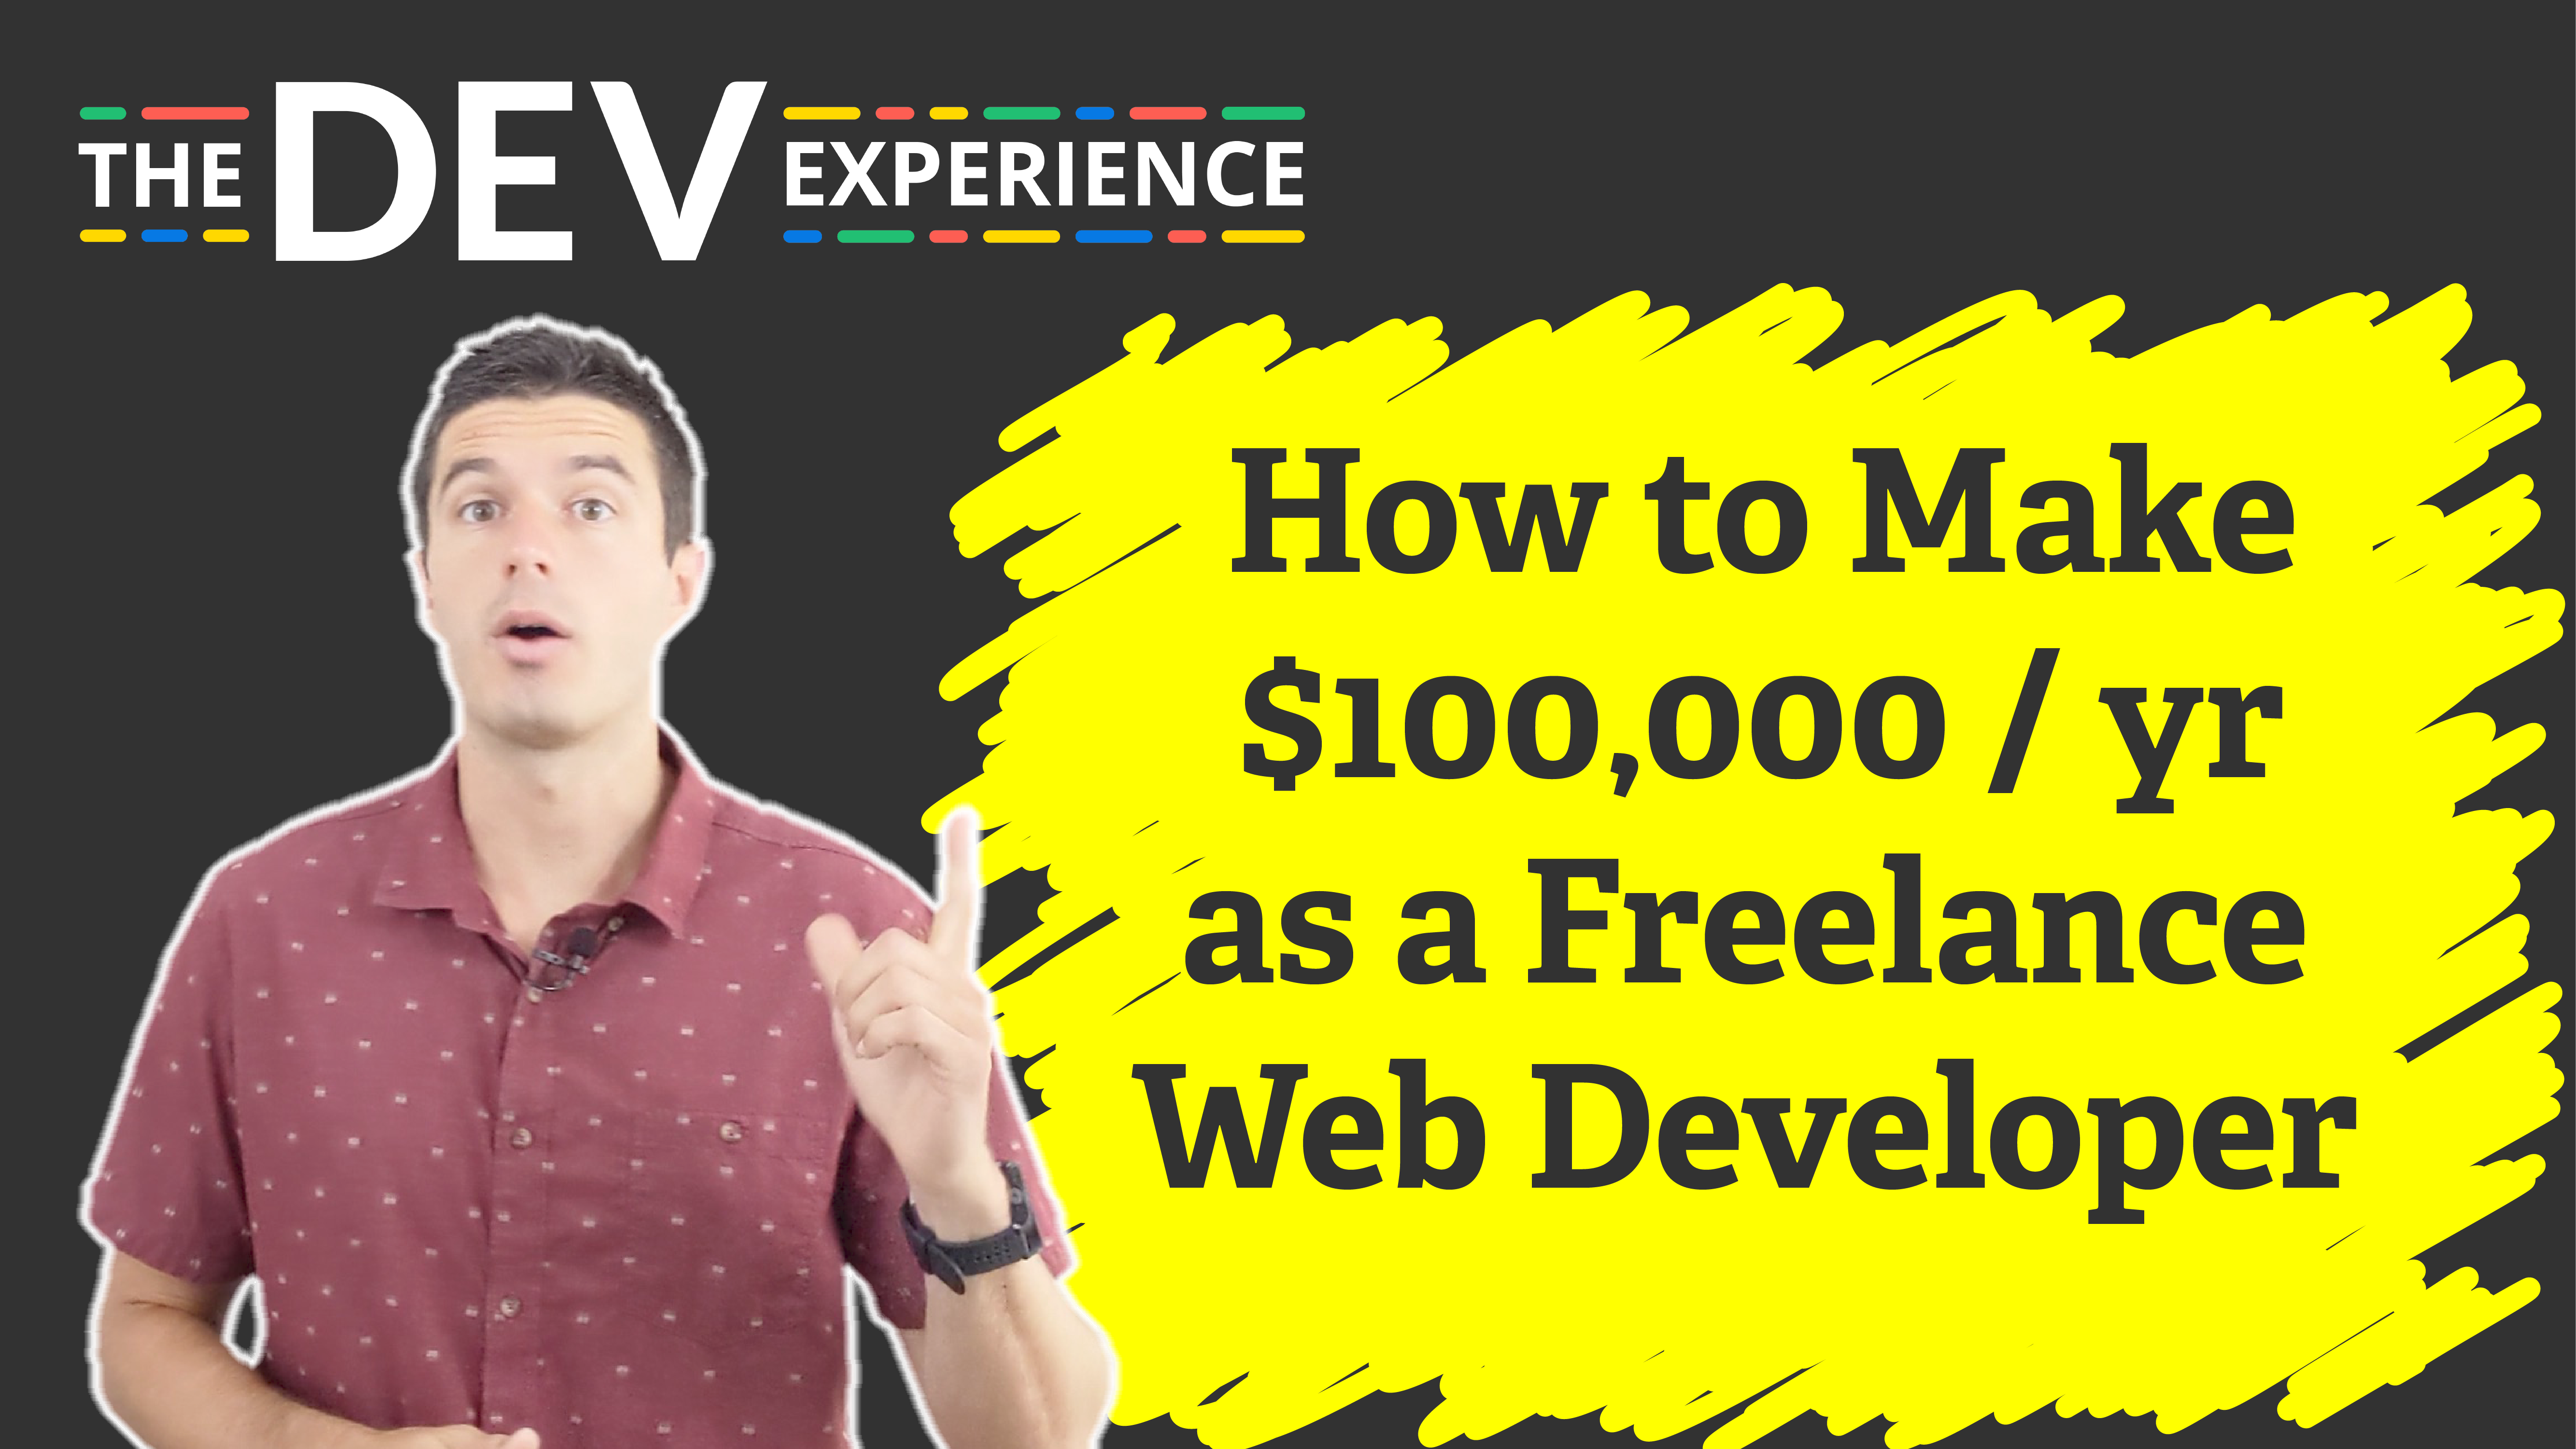 THE DEV EXPERIENCE
How to Make
$100,000 / yr
as a Freelance
Web Developer